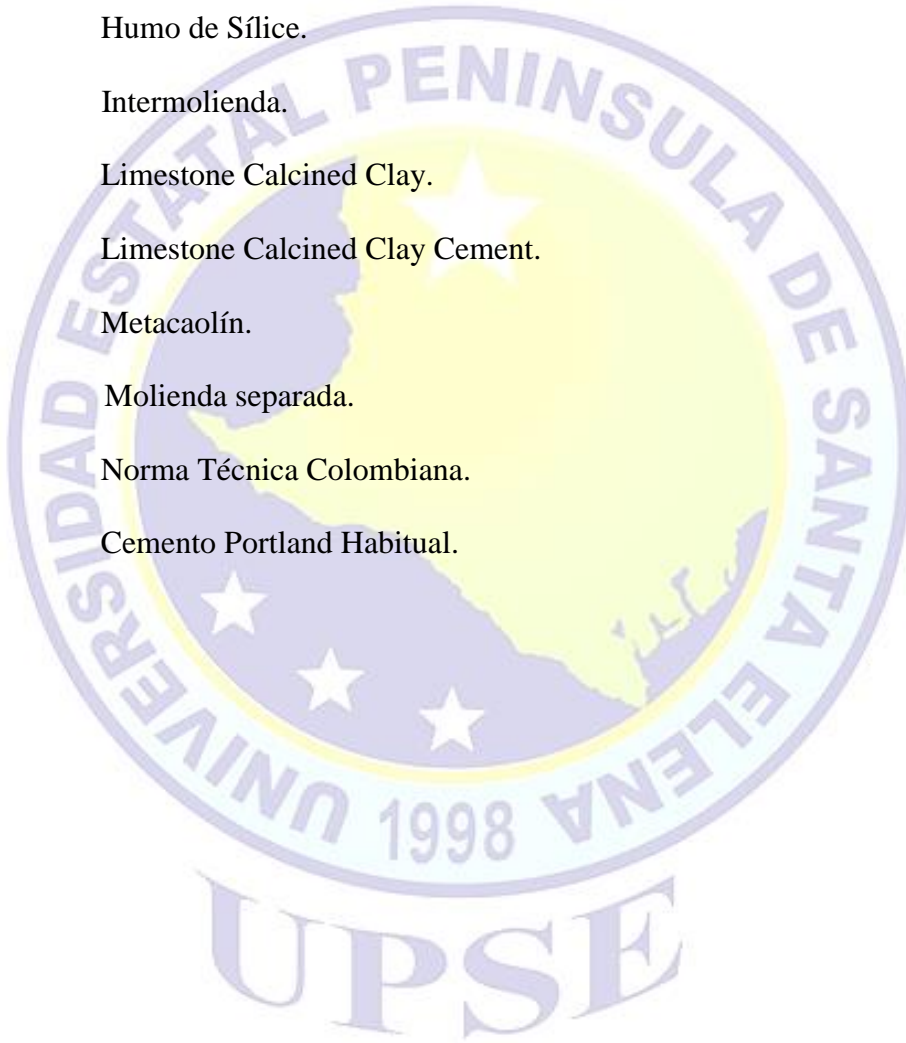 Humo de Sílice.
Intermolienda.
Limestone Calcined Clay.
Limestone Calcined Clay Cement.
Metacaolín.
Molienda separada.
Norma Técnica Colombiana.
Cemento Portland Habitual.
UNIVERSIDAD ESTATAL PENINSULA DE SANTA ELENA
1998
UPSE